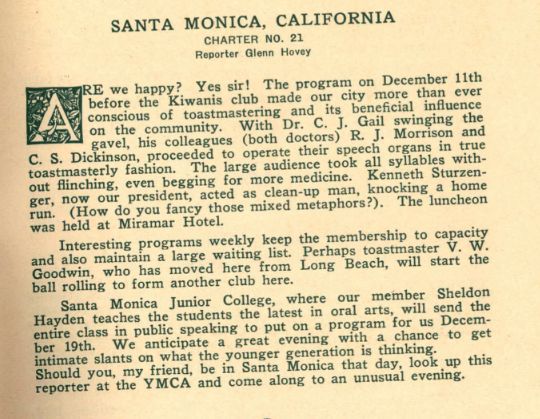 SANTA MONICA, CALIFORNIA
CHARTER NO. 21
Reporter Glenn Hovey
ARE we happy? Yes sir! The program on December 11th
before the Kiwanis club made our city more than ever
conscious of toastmastering and its beneficial influence
on the community. With Dr. C. J. Gail swinging the
gavel, his colleagues (both doctors) R. J. Morrison and
C. S. Dickinson, proceeded to operate their speech organs in true
toastmasterly fashion. The large audience took all syllables with-
out flinching, even begging for more medicine. Kenneth Sturzen-
ger, now our president, acted as clean-up man, knocking a home
run. (How do you fancy those mixed metaphors?). The luncheon
was held at Miramar Hotel.
Interesting programs weekly keep the membership to capacity
and also maintain a large waiting list. Perhaps toastmaster V. W.
Goodwin, who has moved here from Long Beach, will start the
ball rolling to form another club here.
Santa Monica Junior College, where our member Sheldon
Hayden teaches the students the latest in oral arts, will send the
entire class in public speaking to put on a program for us Decem-
ber 19th. We anticipate a great evening with a chance to get
intimate slants on what the younger generation is thinking.
Should you, my friend, be in Santa Monica that day, look up this
reporter at the YMCA and come along to an unusual evening.